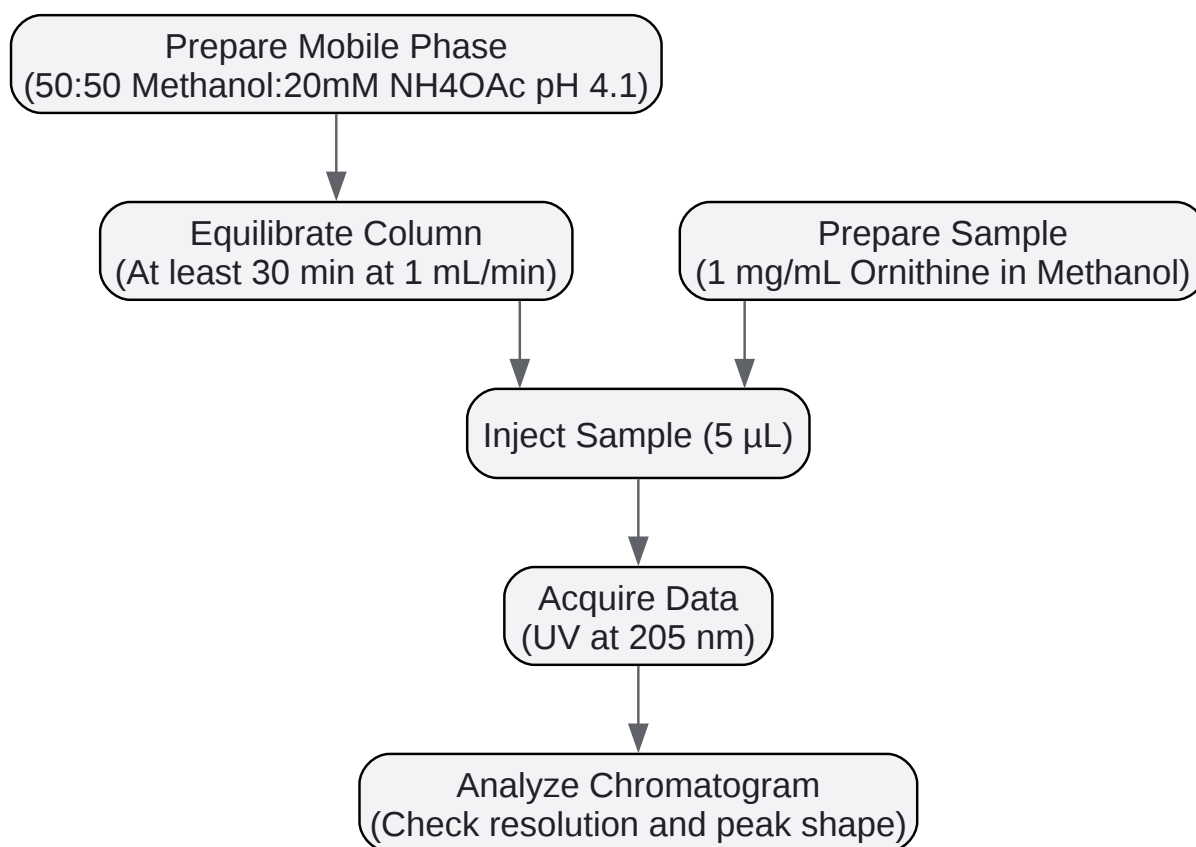 Prepare Mobile Phase
(50:50 Methanol:20mM NH4OAc pH 4.1)
Equilibrate Column
(At least 30 min at 1 mL/min)
Prepare Sample
(1 mg/mL Ornithine in Methanol)
Inject Sample (5 µL)
Acquire Data
(UV at 205 nm)
Analyze Chromatogram
(Check resolution and peak shape)